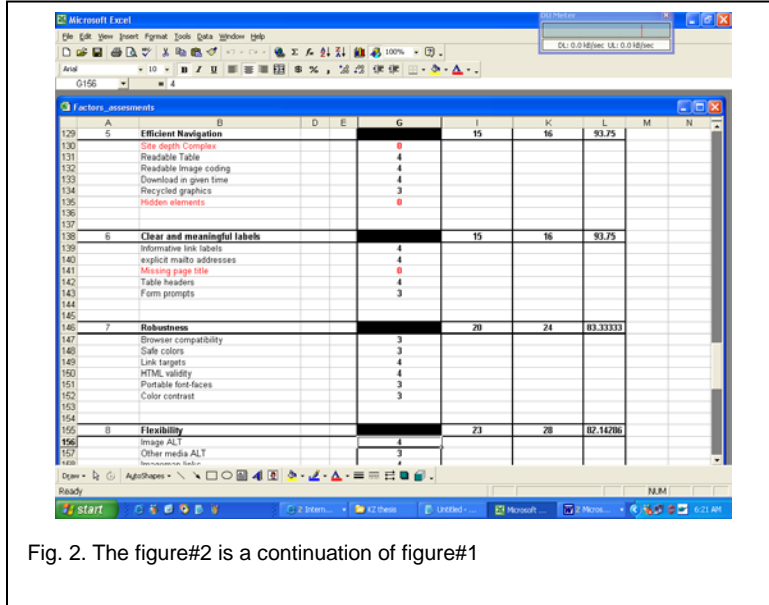 Microsoft Excel
DU Meter
File Edit View Insert Format Tools Data Window Help
DL: 0.0 kB/sec UL: 0.0 kB/sec
100%
Arial 10 B I U $ % ,
G156 = 4
Factors_assesments
A B D E G I K L M N
129 5 Efficient Navigation 15 16 93.75
130 Site depth Complex 0
131 Readable Table 4
132 Readable Image coding 4
133 Download in given time 4
134 Recycled graphics 3
135 Hidden elements 0
136
137
138 6 Clear and meaningful labels 15 16 93.75
139 Informative link labels 4
140 explicit mailto addresses 4
141 Missing page title 0
142 Table headers 4
143 Form prompts 3
144
145
146 7 Robustness 20 24 83.33333
147 Browser compatibility 3
148 Safe colors 3
149 Link targets 4
150 HTML validity 4
151 Portable font-faces 3
152 Color contrast 3
153
154
155 8 Flexibility 23 28 82.14286
156 Image ALT 4
157 Other media ALT 3
Draw AutoShapes
Ready NUM
start 2 Intern... K2 thesis Untitled - ... Microsoft ... 2 Micros... 6:21 AM
Fig. 2. The figure#2 is a continuation of figure#1